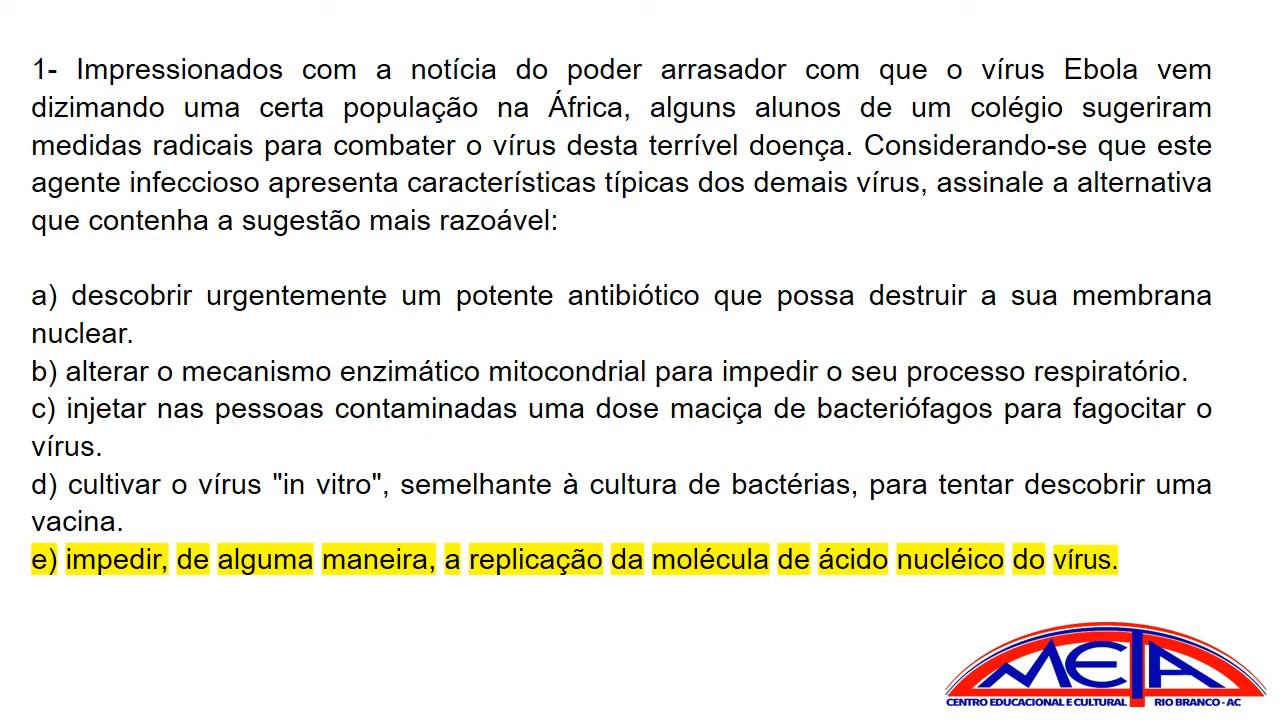 1- Impressionados com a notícia do poder arrasador com que o vírus Ebola vem
dizimando uma certa população na África, alguns alunos de um colégio sugeriram
medidas radicais para combater o vírus desta terrível doença. Considerando-se que este
agente infeccioso apresenta características típicas dos demais vírus, assinale a alternativa
que contenha a sugestão mais razoável:
a) descobrir urgentemente um potente antibiótico que possa destruir a sua membrana
nuclear.
b) alterar o mecanismo enzimático mitocondrial para impedir o seu processo respiratório.
c) injetar nas pessoas contaminadas uma dose maciça de bacteriófagos para fagocitar o
vírus.
d) cultivar o vírus "in vitro", semelhante à cultura de bactérias, para tentar descobrir uma
vacina.
e) impedir, de alguma maneira, a replicação da molécula de ácido nucléico do vírus.
META
CENTRO EDUCACIONAL E CULTURAL RIO BRANCO - AC